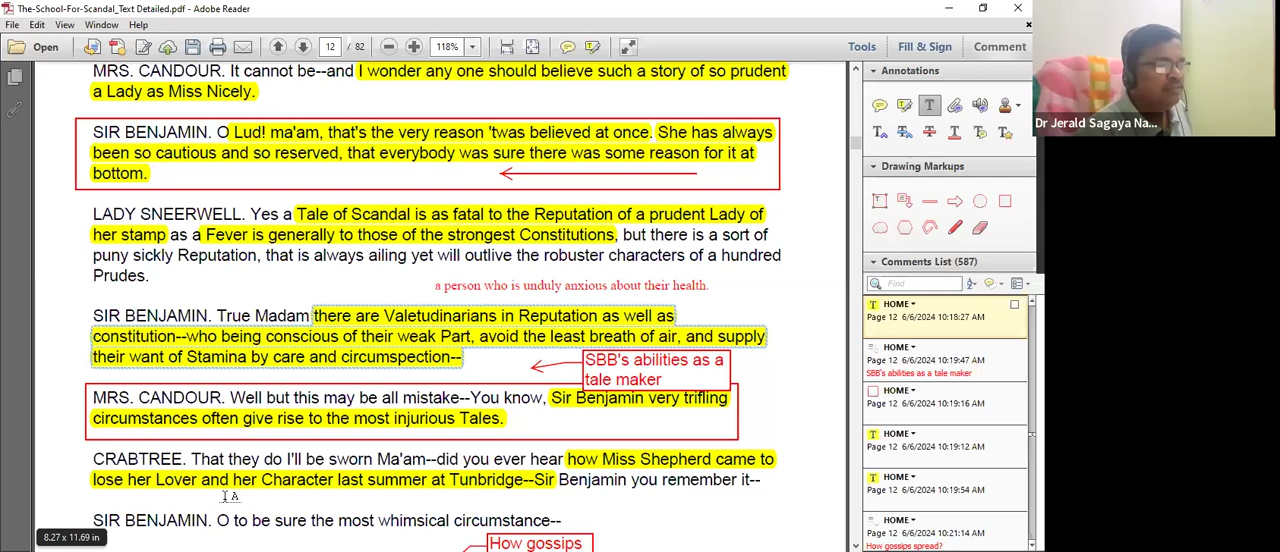 The-School-For-Scandal_Text Detailed.pdf - Adobe Reader
File Edit View Window Help
Open 12 / 82 118% Tools Fill & Sign Comment
MRS. CANDOUR. It cannot be--and I wonder any one should believe such a story of so prudent
a Lady as Miss Nicely.
SIR BENJAMIN. O Lud! ma'am, that's the very reason 'twas believed at once. She has always
been so cautious and so reserved, that everybody was sure there was some reason for it at
bottom.
LADY SNEERWELL. Yes a Tale of Scandal is as fatal to the Reputation of a prudent Lady of
her stamp as a Fever is generally to those of the strongest Constitutions, but there is a sort of
puny sickly Reputation, that is always ailing yet will outlive the robuster characters of a hundred
Prudes.
a person who is unduly anxious about their health.
SIR BENJAMIN. True Madam there are Valetudinarians in Reputation as well as
constitution--who being conscious of their weak Part, avoid the least breath of air, and supply
their want of Stamina by care and circumspection--
SBB's abilities as a
tale maker
MRS. CANDOUR. Well but this may be all mistake--You know, Sir Benjamin very trifling
circumstances often give rise to the most injurious Tales.
CRABTREE. That they do I'll be sworn Ma'am--did you ever hear how Miss Shepherd came to
lose her Lover and her Character last summer at Tunbridge--Sir Benjamin you remember it--
SIR BENJAMIN. O to be sure the most whimsical circumstance--
8.27 x 11.69 in
How gossips
Annotations
Drawing Markups
Comments List (587)
Find
HOME
Page 12 6/6/2024 10:18:27 AM
HOME
Page 12 6/6/2024 10:19:47 AM
SBB's abilities as a tale maker
HOME
Page 12 6/6/2024 10:19:16 AM
HOME
Page 12 6/6/2024 10:19:12 AM
HOME
Page 12 6/6/2024 10:19:54 AM
HOME
Page 12 6/6/2024 10:21:14 AM
How gossips spread?
Dr Jerald Sagaya Na...